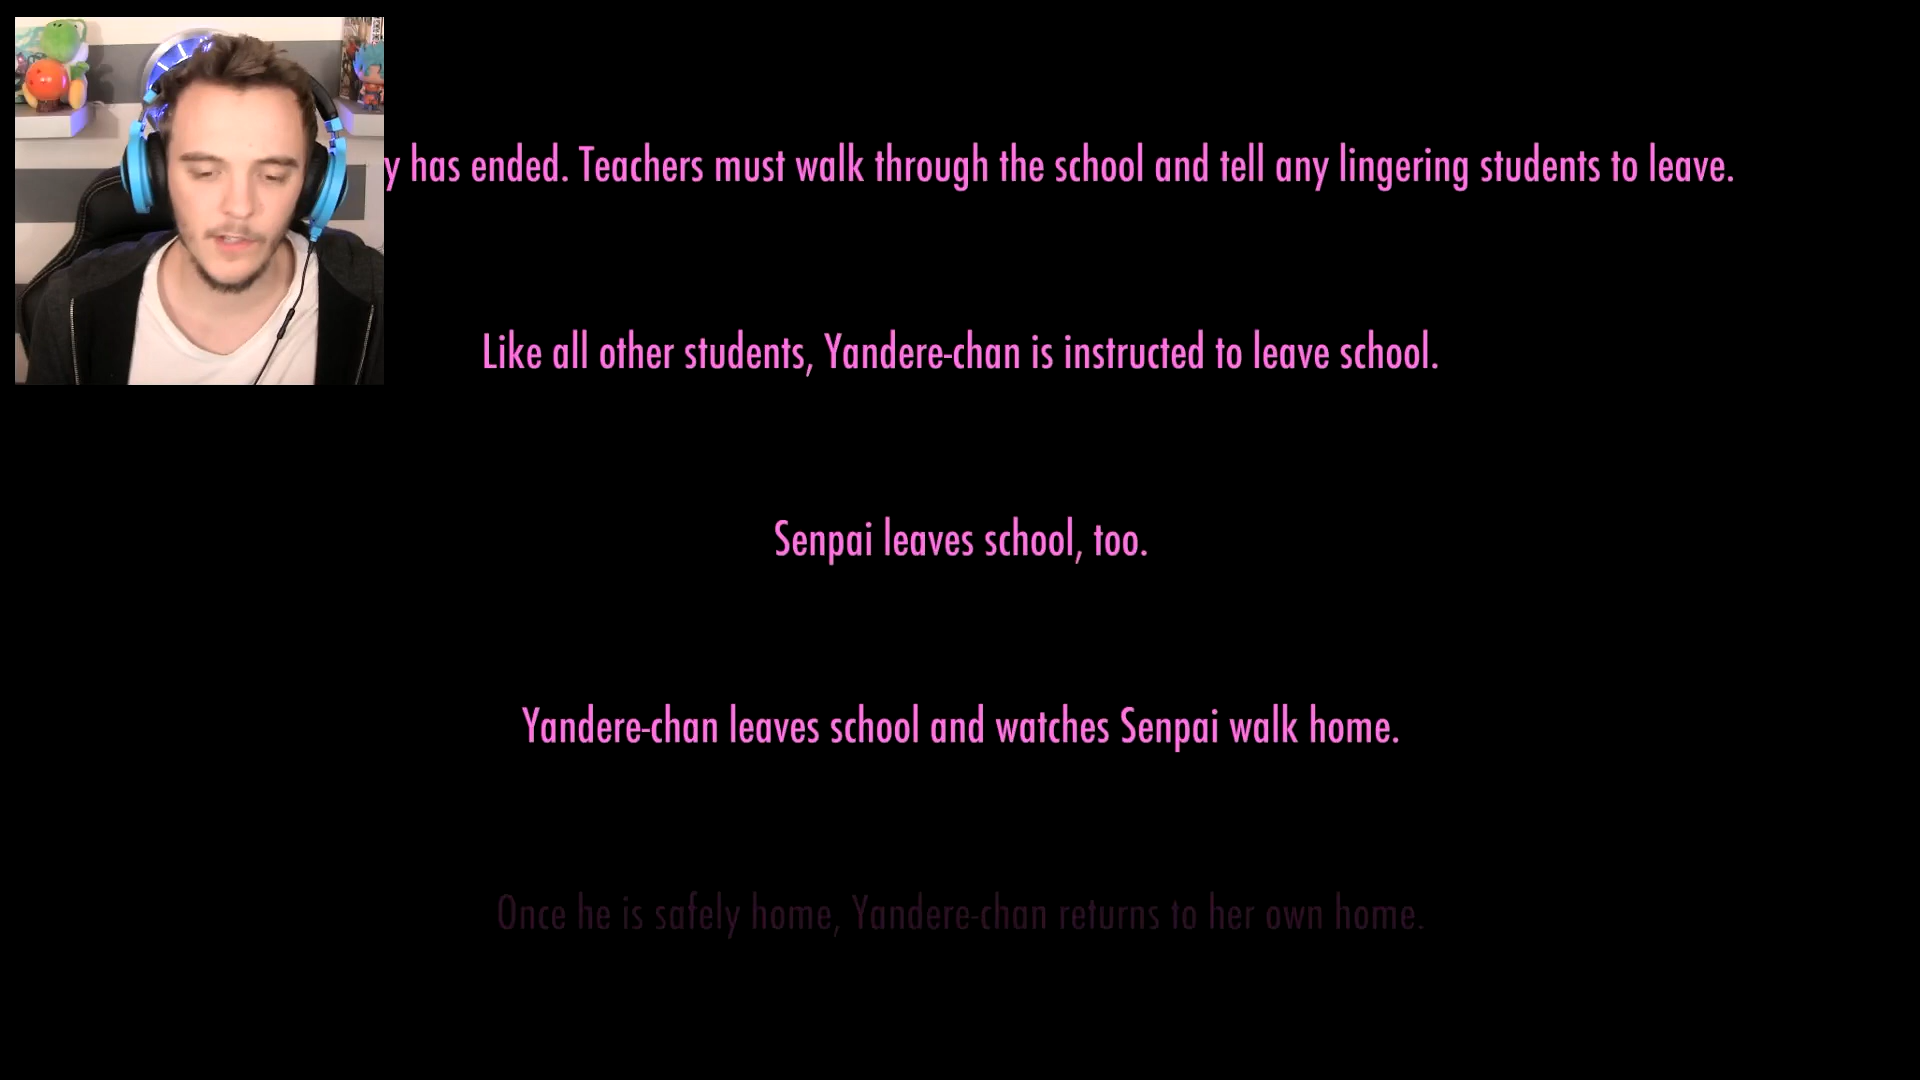 y has ended. Teachers must walk through the school and tell any lingering students to leave.
Like all other students, Yandere-chan is instructed to leave school.
Senpai leaves school, too.
Yandere-chan leaves school and watches Senpai walk home.
Once he is safely home, Yandere-chan returns to her own home.